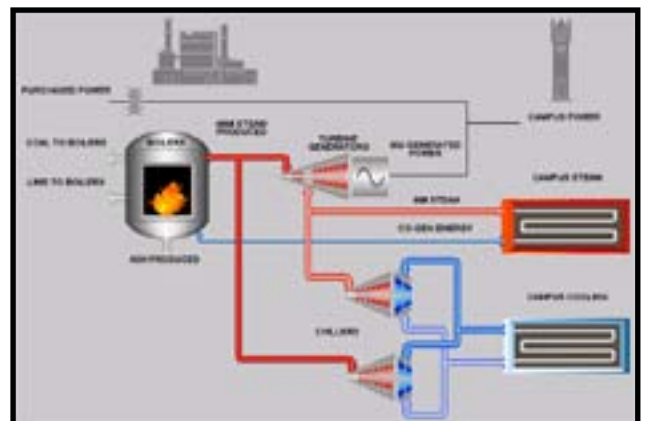 PURCHASED POWER
CAMPUS POWER
COAL TO BOILERS
BOILERS
STEAM
PRODUCED
TURBINE
GENERATORS
GENERATED
POWER
LIME TO BOILERS
CAMPUS STEAM
STEAM
CO-GEN ENERGY
ASH PRODUCED
CAMPUS COOLING
CHILLERS